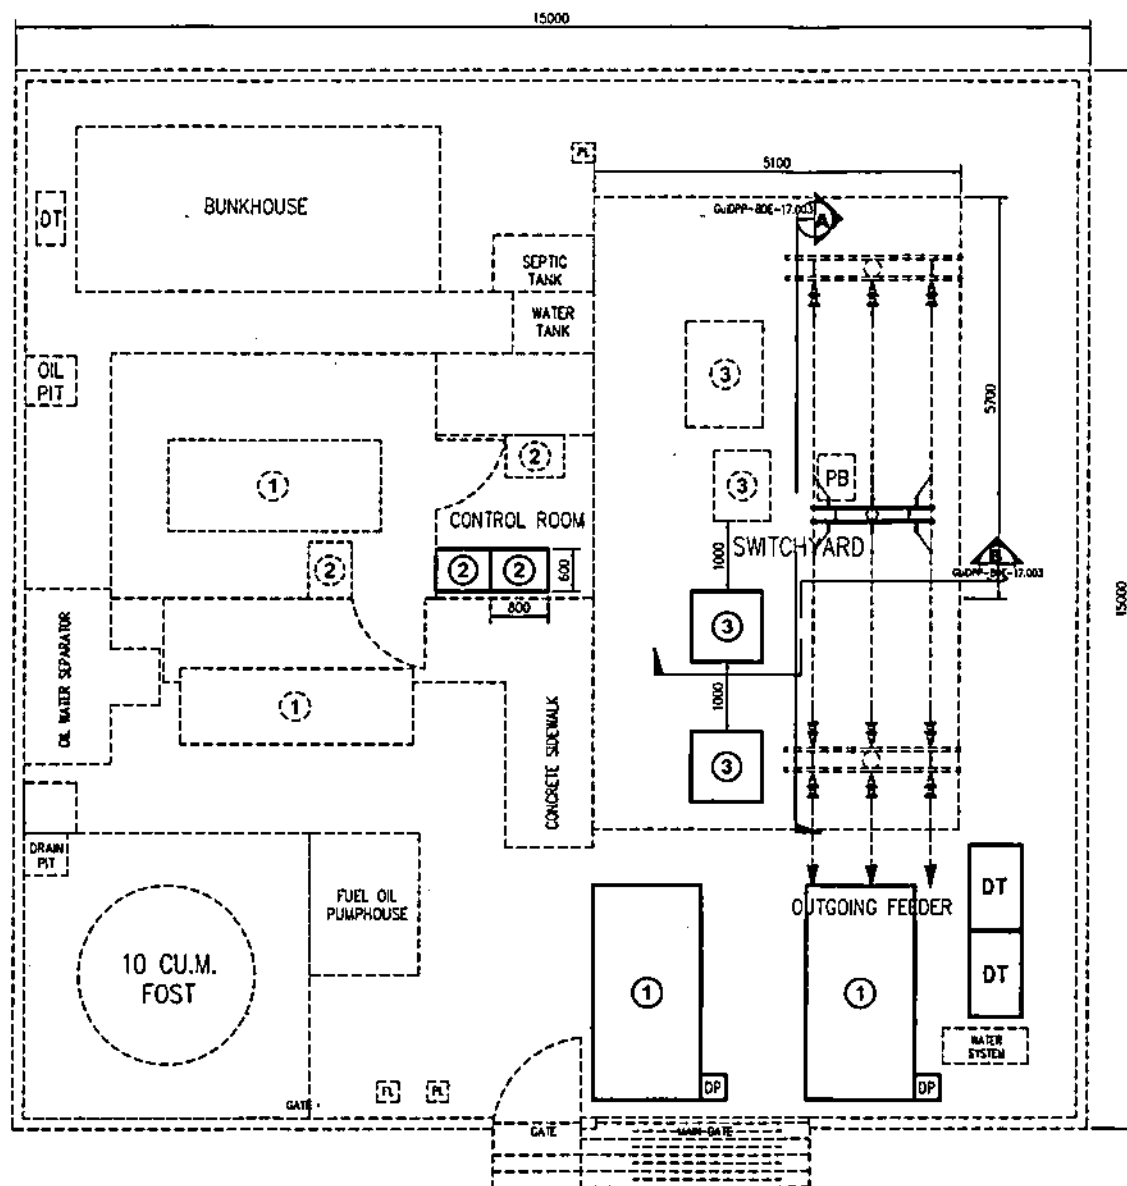 15000
PL
5100
BUNKHOUSE
DT
A
SEPTIC
TANK
WATER
TANK
OIL
PIT
3
5700
2
1
3
PB
CONTROL ROOM
SWITCHYARD
B
2
2
2
600
1000
800
15000
3
OIL WATER SEPARATOR
1
1000
CONCRETE SIDEWALK
3
DRAIN
PIT
FUEL OIL
PUMPHOUSE
OUTGOING FEEDER
DT
10 CU.M.
FOST
1
1
DT
WATER
SYSTEM
PL
DP
DP
GATE
GATE
MAIN GATE